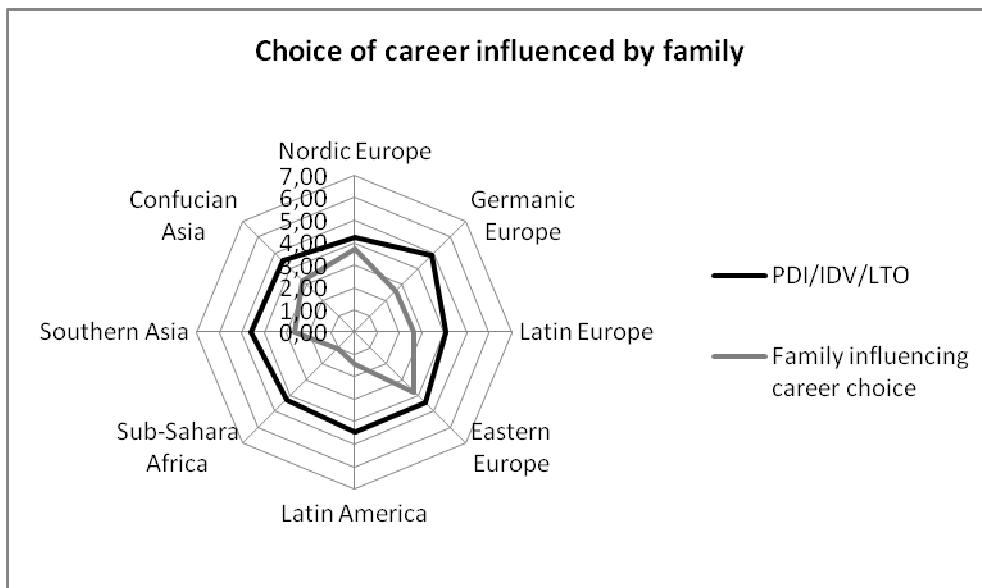 Choice of career influenced by family
Nordic Europe
7,00
6,00
5,00
4,00
3,00
2,00
1,00
0,00
Germanic
Europe
Latin Europe
Eastern
Europe
Latin America
Sub-Sahara
Africa
Southern Asia
Confucian
Asia
PDI/IDV/LTO
Family influencing
career choice